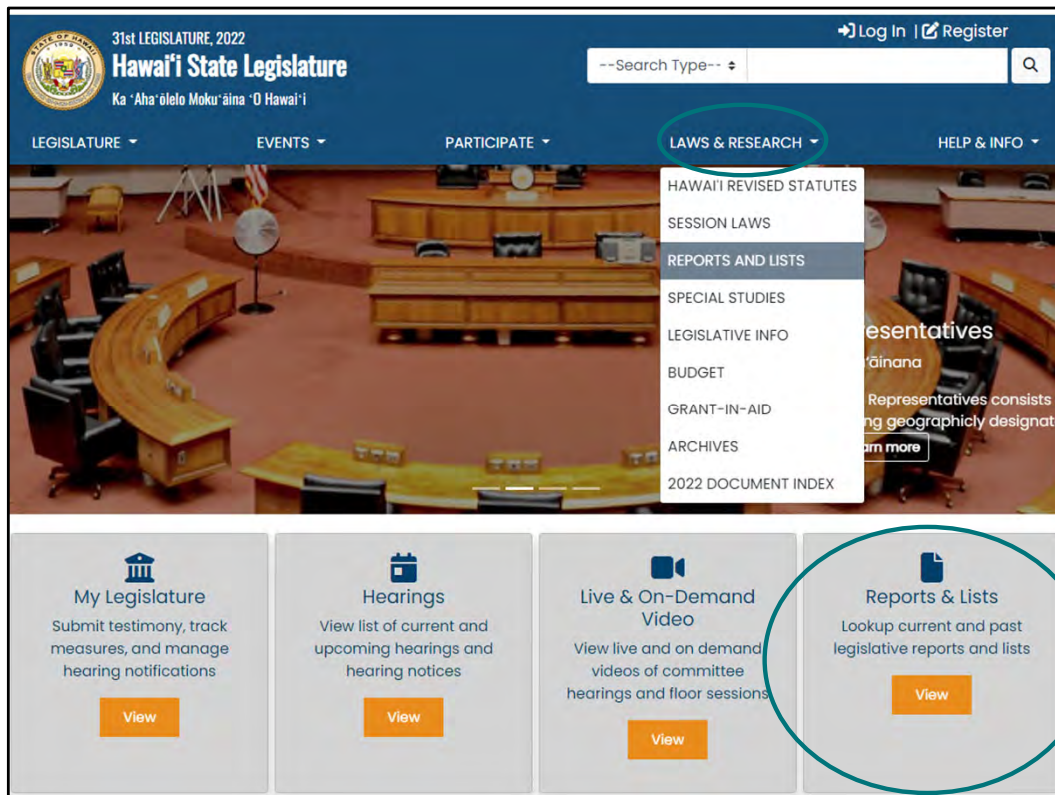 31st LEGISLATURE, 2022
Hawaiʻi State Legislature
Ka ʻAhaʻōlelo Mokuʻāina ʻO Hawaiʻi
Log In | Register
--Search Type--
LEGISLATURE
EVENTS
PARTICIPATE
LAWS & RESEARCH
HELP & INFO
HAWAI'I REVISED STATUTES
SESSION LAWS
REPORTS AND LISTS
SPECIAL STUDIES
LEGISLATIVE INFO
BUDGET
GRANT-IN-AID
ARCHIVES
2022 DOCUMENT INDEX
esentatives
ʻāinana
Representatives consists
ng geographicly designat
arn more
My Legislature
Submit testimony, track
measures, and manage
hearing notifications
View
Hearings
View list of current and
upcoming hearings and
hearing notices
View
Live & On-Demand
Video
View live and on demand
videos of committee
hearings and floor sessions
View
Reports & Lists
Lookup current and past
legislative reports and lists
View